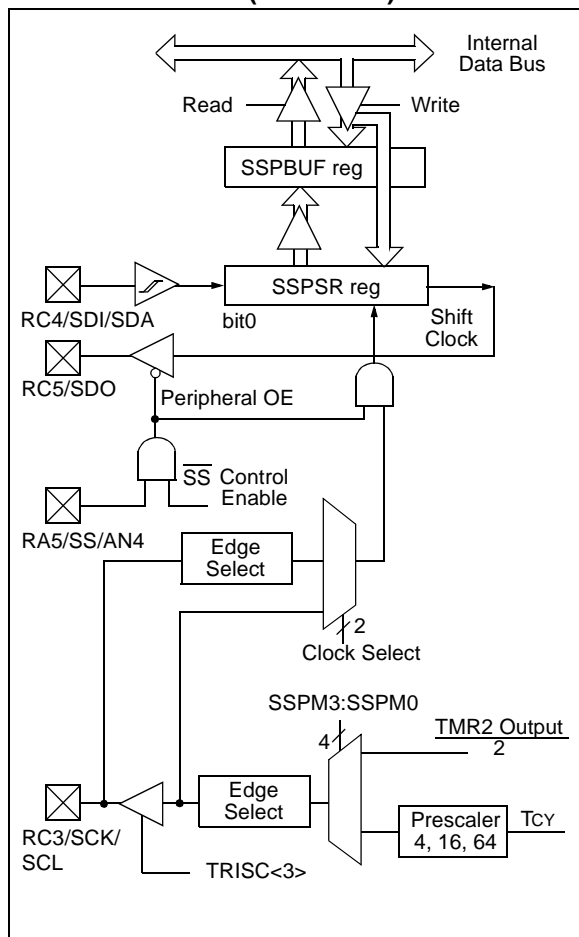 Internal
Data Bus
Read
Write
SSPBUF reg
SSPSR reg
RC4/SDI/SDA
bit0
Shift
Clock
RC5/SDO
Peripheral OE
SS Control
Enable
RA5/SS/AN4
Edge
Select
2
Clock Select
SSPM3:SSPM0
TMR2 Output
4
2
Edge
Select
Prescaler
4, 16, 64
TCY
RC3/SCK/
SCL
TRISC<3>